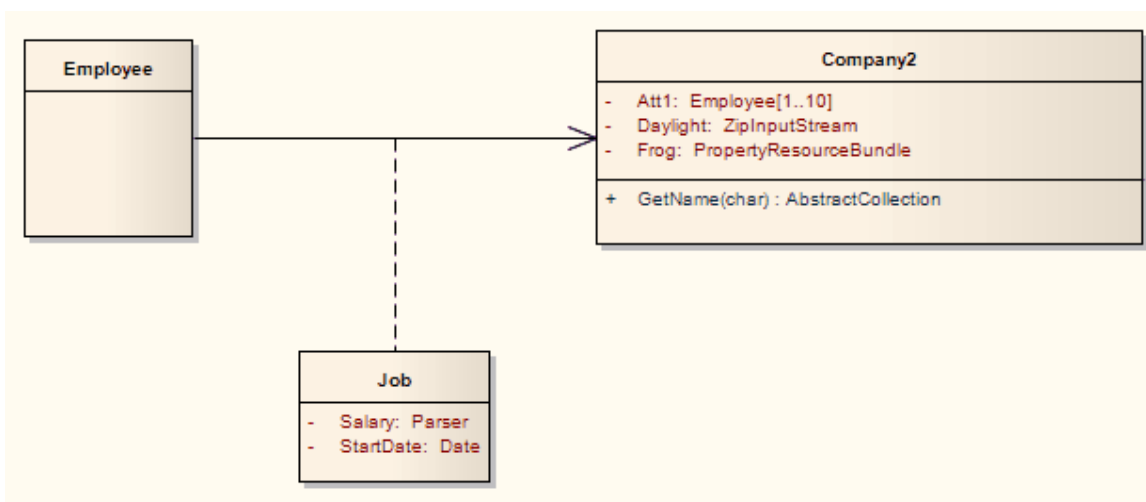 Employee
Company2
- Att1: Employee[1..10]
- Daylight: ZipInputStream
- Frog: PropertyResourceBundle
+ GetName(char) : AbstractCollection
Job
- Salary: Parser
- StartDate: Date